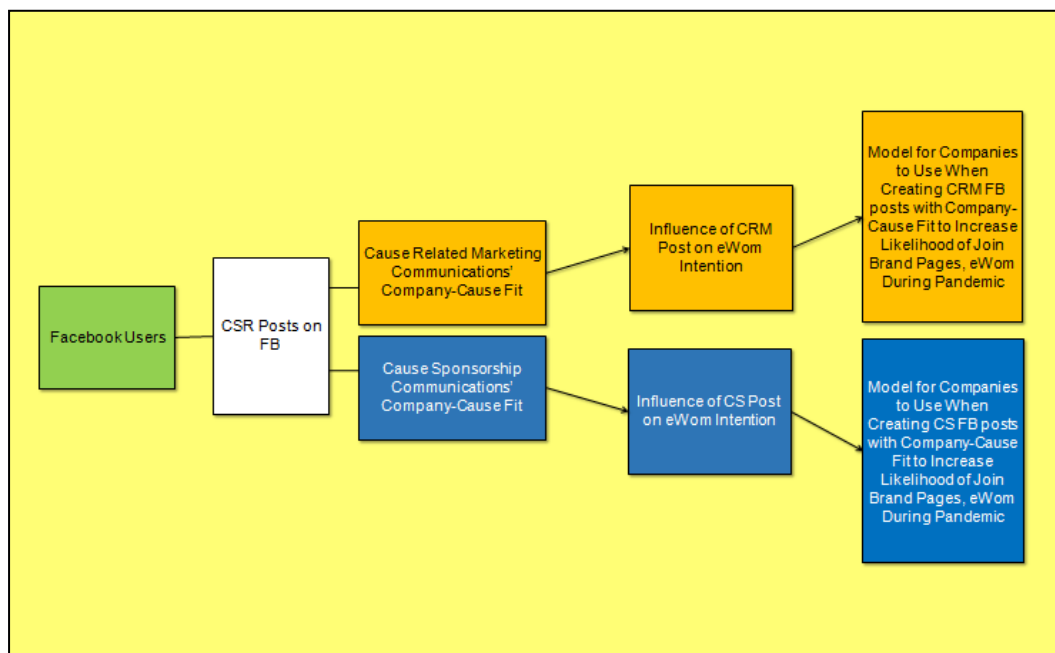 Facebook Users
CSR Posts on
FB
Cause Related Marketing
Communications'
Company-Cause Fit
Influence of CRM
Post on eWom
Intention
Model for Companies
to Use When
Creating CRM FB
posts with Company-
Cause Fit to Increase
Likelihood of Join
Brand Pages, eWom
During Pandemic
Cause Sponsorship
Communications'
Company-Cause Fit
Influence of CS Post
on eWom Intention
Model for Companies
to Use When
Creating CS FB posts
with Company-Cause
Fit to Increase
Likelihood of Join
Brand Pages, eWom
During Pandemic